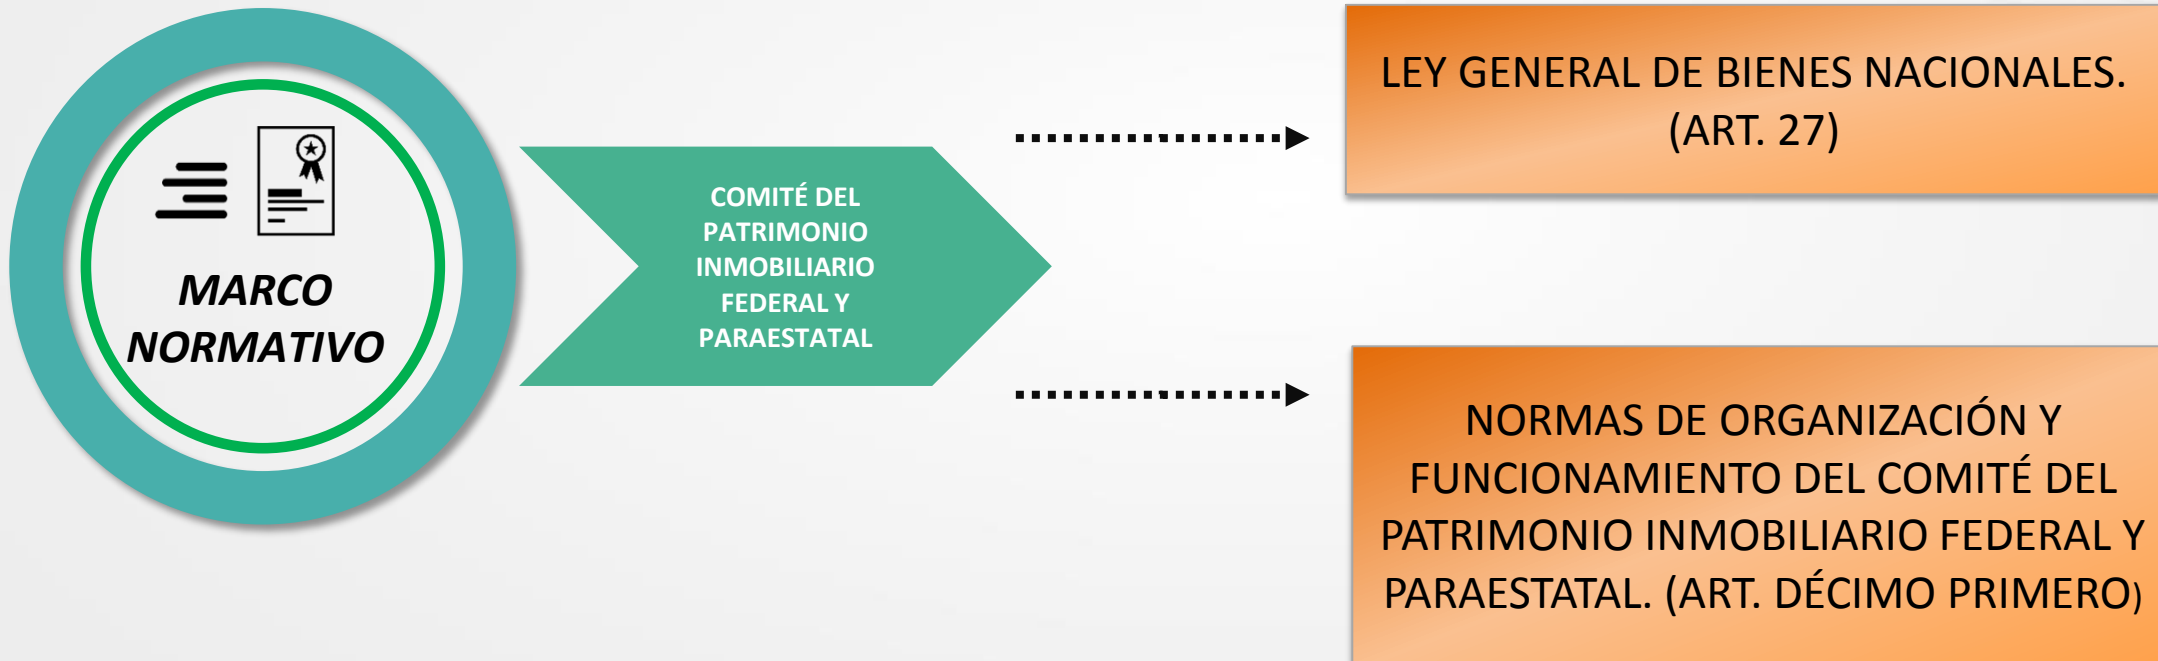 MARCO
NORMATIVO
COMITÉ DEL
PATRIMONIO
INMOBILIARIO
FEDERAL Y
PARAESTATAL
LEY GENERAL DE BIENES NACIONALES.
(ART. 27)
NORMAS DE ORGANIZACIÓN Y
FUNCIONAMIENTO DEL COMITÉ DEL
PATRIMONIO INMOBILIARIO FEDERAL Y
PARAESTATAL. (ART. DÉCIMO PRIMERO)